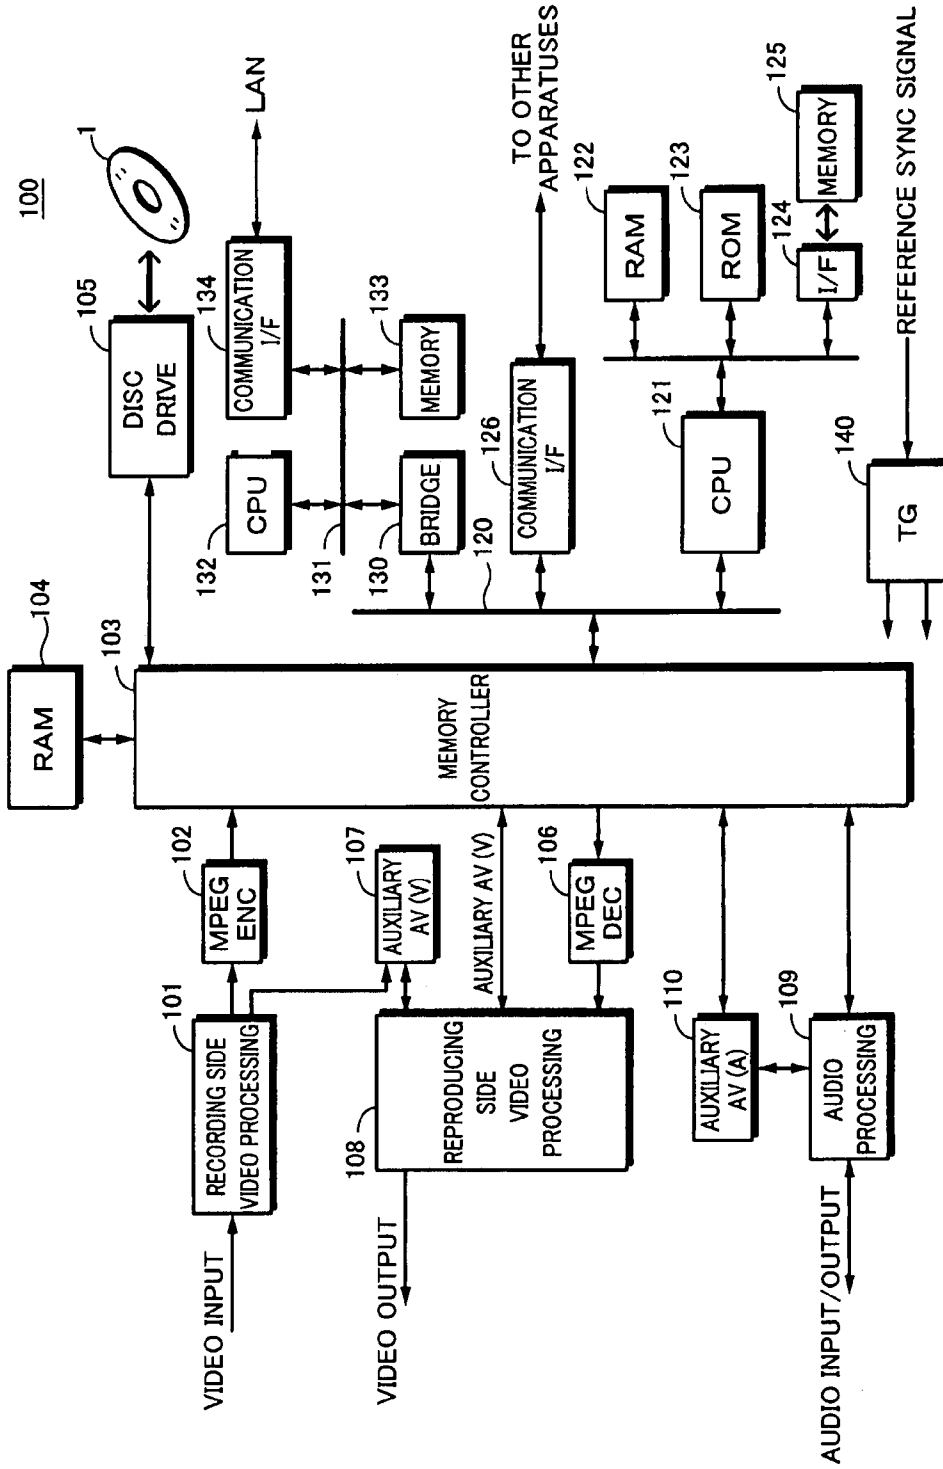 100
RAM
104
103
DISC
DRIVE
105
1
MEMORY
CONTROLLER
VIDEO INPUT
RECORDING SIDE
VIDEO PROCESSING
101
MPEG
ENC
102
CPU
132
COMMUNICATION
I/F
134
LAN
131
VIDEO OUTPUT
REPRODUCING
SIDE
VIDEO
PROCESSING
108
AUXILIARY
AV (V)
107
BRIDGE
130
MEMORY
133
AUXILIARY AV (V)
120
COMMUNICATION
I/F
126
TO OTHER
APPARATUSES
MPEG
DEC
106
RAM
122
CPU
121
ROM
123
AUXILIARY
AV (A)
110
I/F
124
MEMORY
125
AUDIO INPUT/OUTPUT
AUDIO
PROCESSING
109
TG
140
REFERENCE SYNC SIGNAL